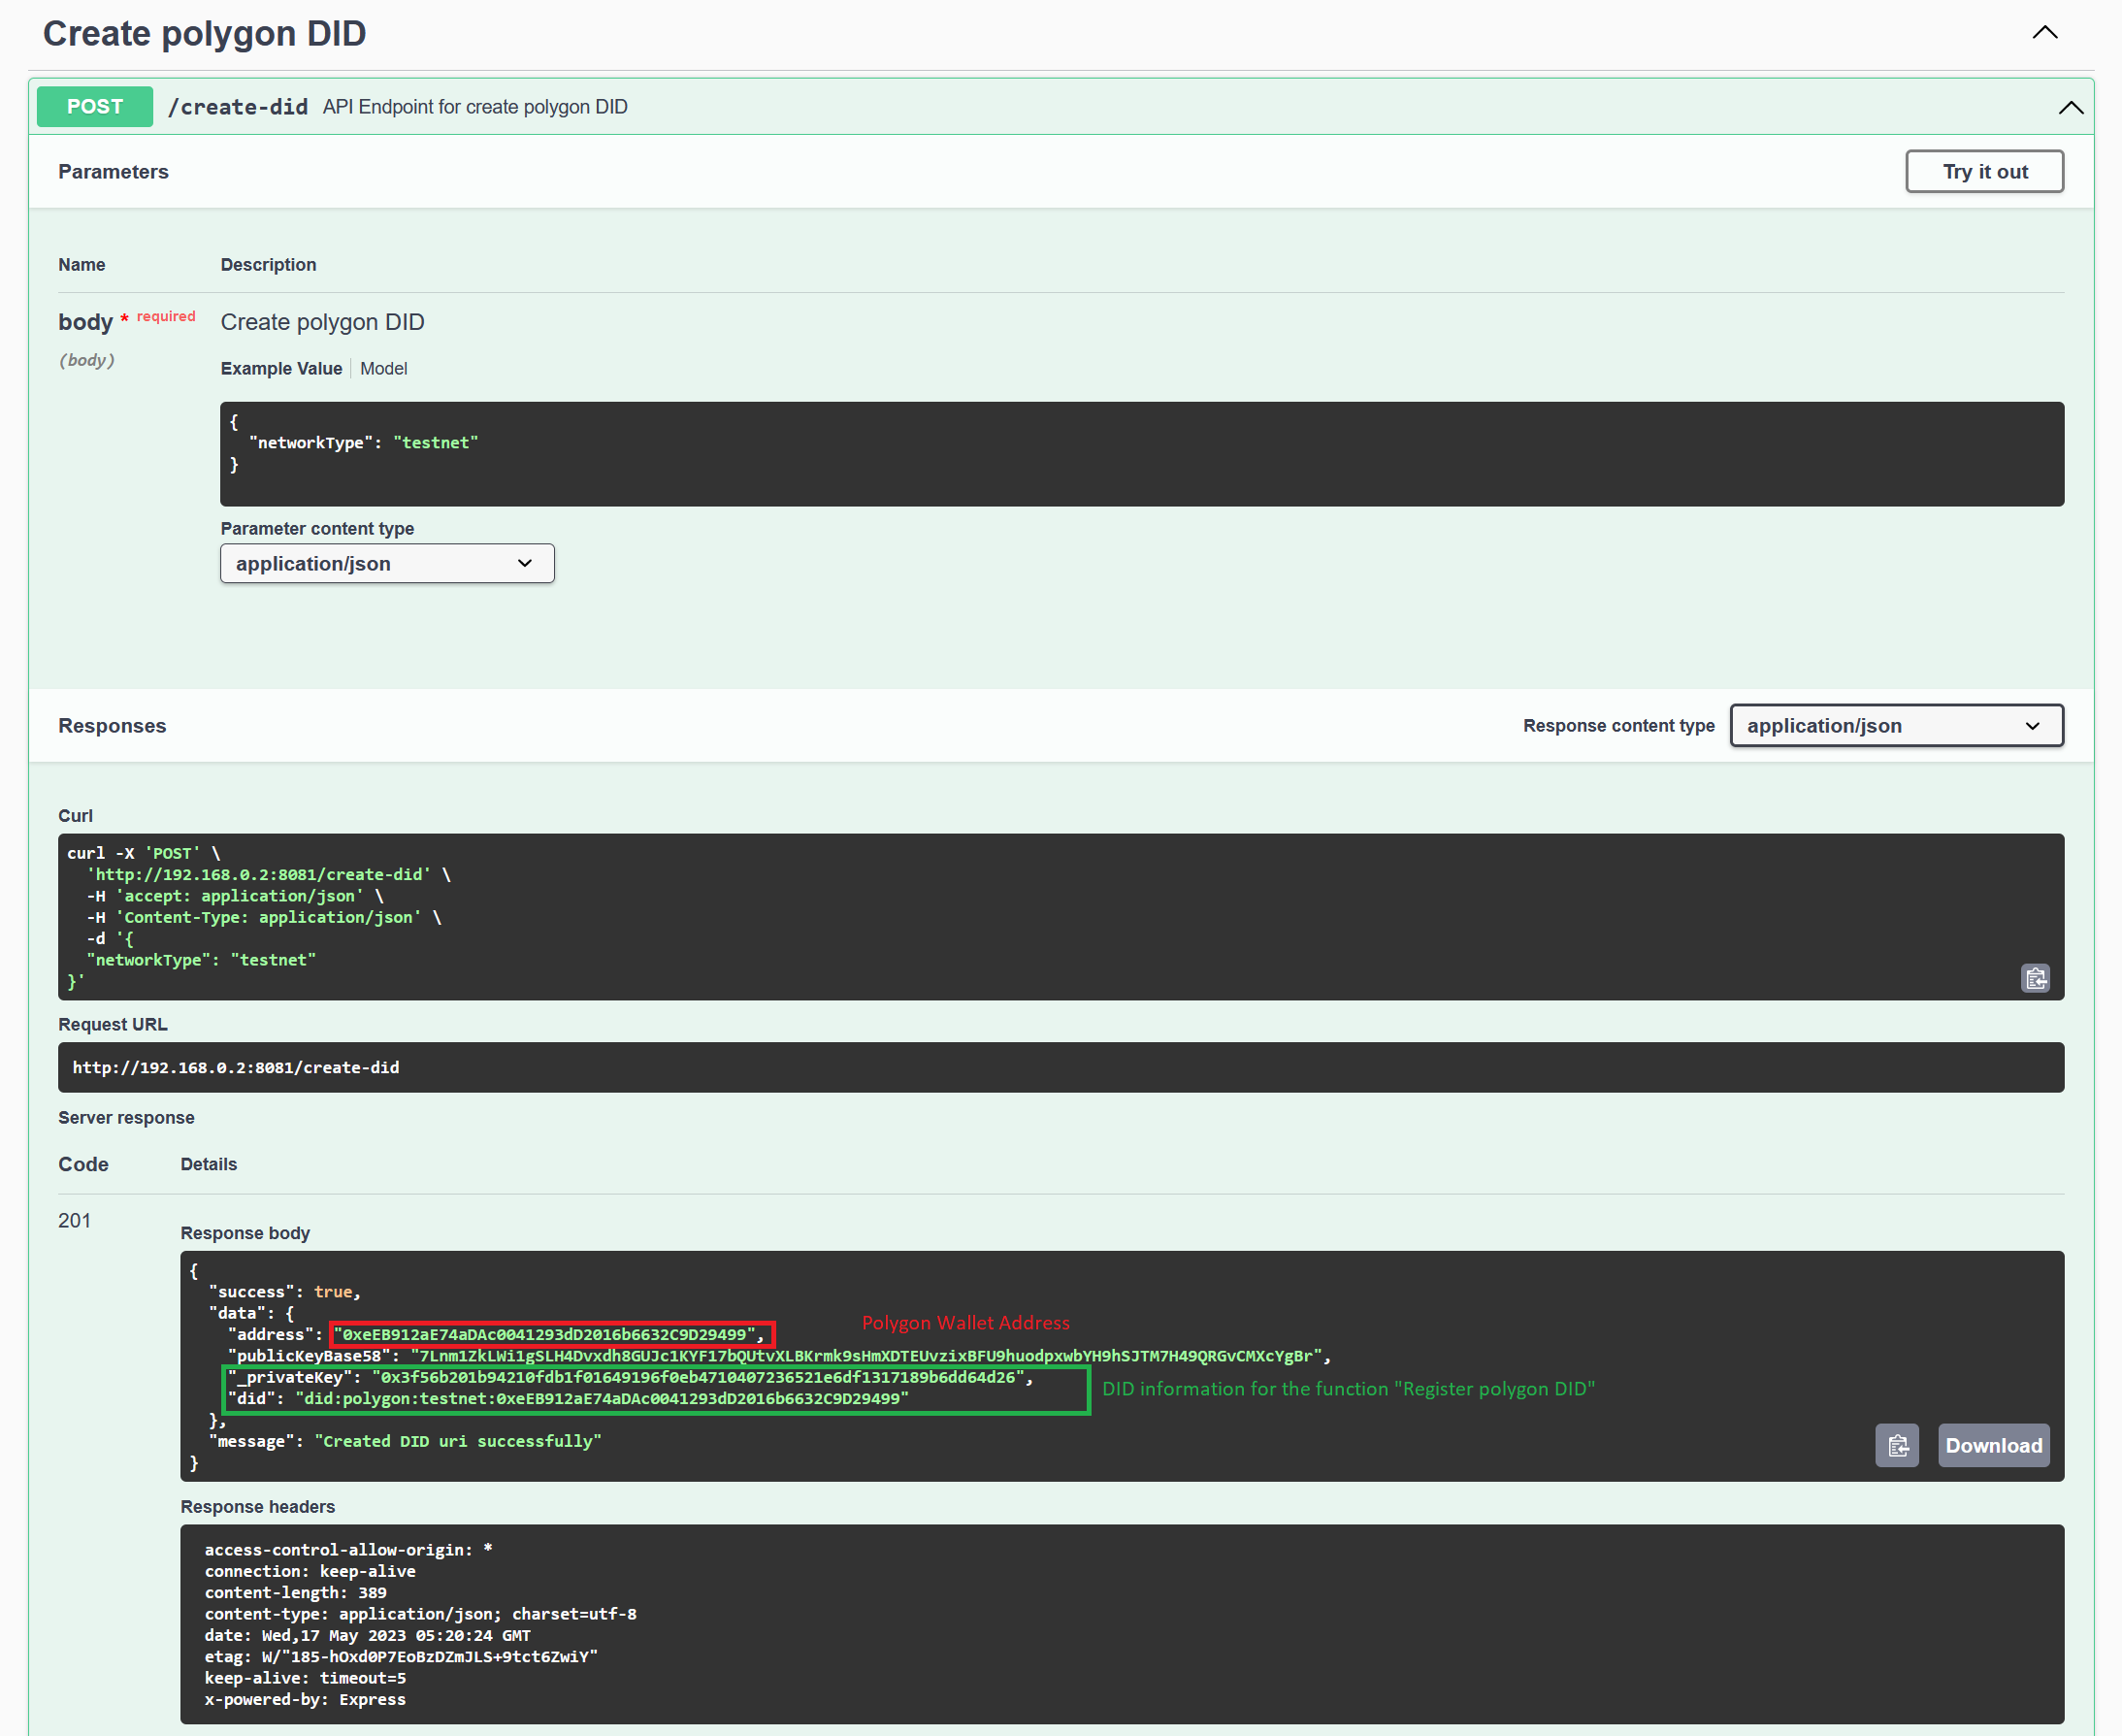 Create polygon DID
POST /create-did API Endpoint for create polygon DID
Parameters
Try it out
Name Description
body * required Create polygon DID
(body)
Example Value Model
{
"networkType": "testnet"
}
Parameter content type
application/json
Responses
Response content type application/json
Curl
curl -X 'POST' \
'http://192.168.0.2:8081/create-did' \
-H 'accept: application/json' \
-H 'Content-Type: application/json' \
-d '{
"networkType": "testnet"
}'
Request URL
http://192.168.0.2:8081/create-did
Server response
Code Details
201
Response body
{
"success": true,
"data": {
Polygon Wallet Address
"address": "0xeEB912aE74aDAc0041293dD2016b6632C9D29499",
"publicKeyBase58": "7Lnm1ZkLWi1gSLH4Dvxdh8GUJc1KYF17bQUtvXLBKrmk9sHmXDTEUvzixBFU9huodpxwbYH9hSJTM7H49QRGvCMXcYgBr",
"_privateKey": "0x3f56b201b94210fdb1f01649196f0eb4710407236521e6df1317189b6dd64d26",
DID information for the function "Register polygon DID"
"did": "did:polygon:testnet:0xeEB912aE74aDAc0041293dD2016b6632C9D29499"
},
"message": "Created DID uri successfully"
}
Download
Response headers
access-control-allow-origin: *
connection: keep-alive
content-length: 389
content-type: application/json; charset=utf-8
date: Wed,17 May 2023 05:20:24 GMT
etag: W/"185-hOxd0P7EoBzDZmJLS+9tct6ZwiY"
keep-alive: timeout=5
x-powered-by: Express